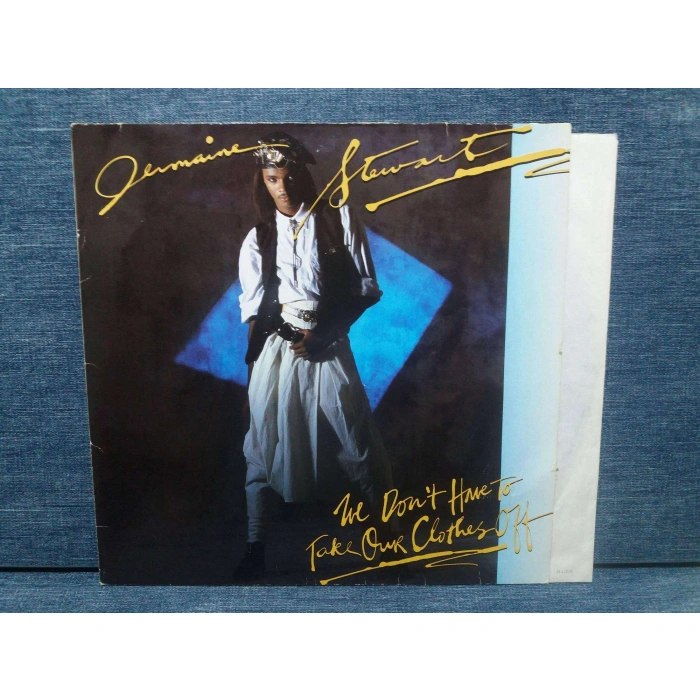 Jermaine Stewart
We Don't Have To
Take Our Clothes Off